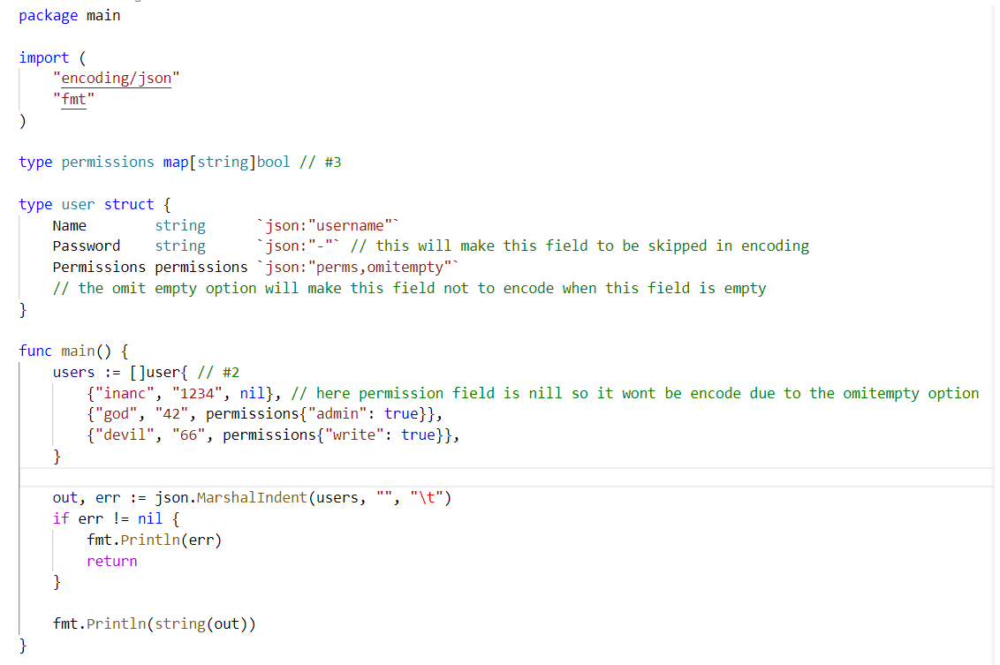 package main
import (
"encoding/json"
"fmt"
)
type permissions map[string]bool // #3
type user struct {
Name string `json:"username"`
Password string `json:"-"` // this will make this field to be skipped in encoding
Permissions permissions `json:"perms,omitempty"`
// the omit empty option will make this field not to encode when this field is empty
}
func main() {
users := []user{ // #2
{"inanc", "1234", nil}, // here permission field is nill so it wont be encode due to the omitempty option
{"god", "42", permissions{"admin": true}},
{"devil", "66", permissions{"write": true}},
}
out, err := json.MarshalIndent(users, "", "\t")
if err != nil {
fmt.Println(err)
return
}
fmt.Println(string(out))
}